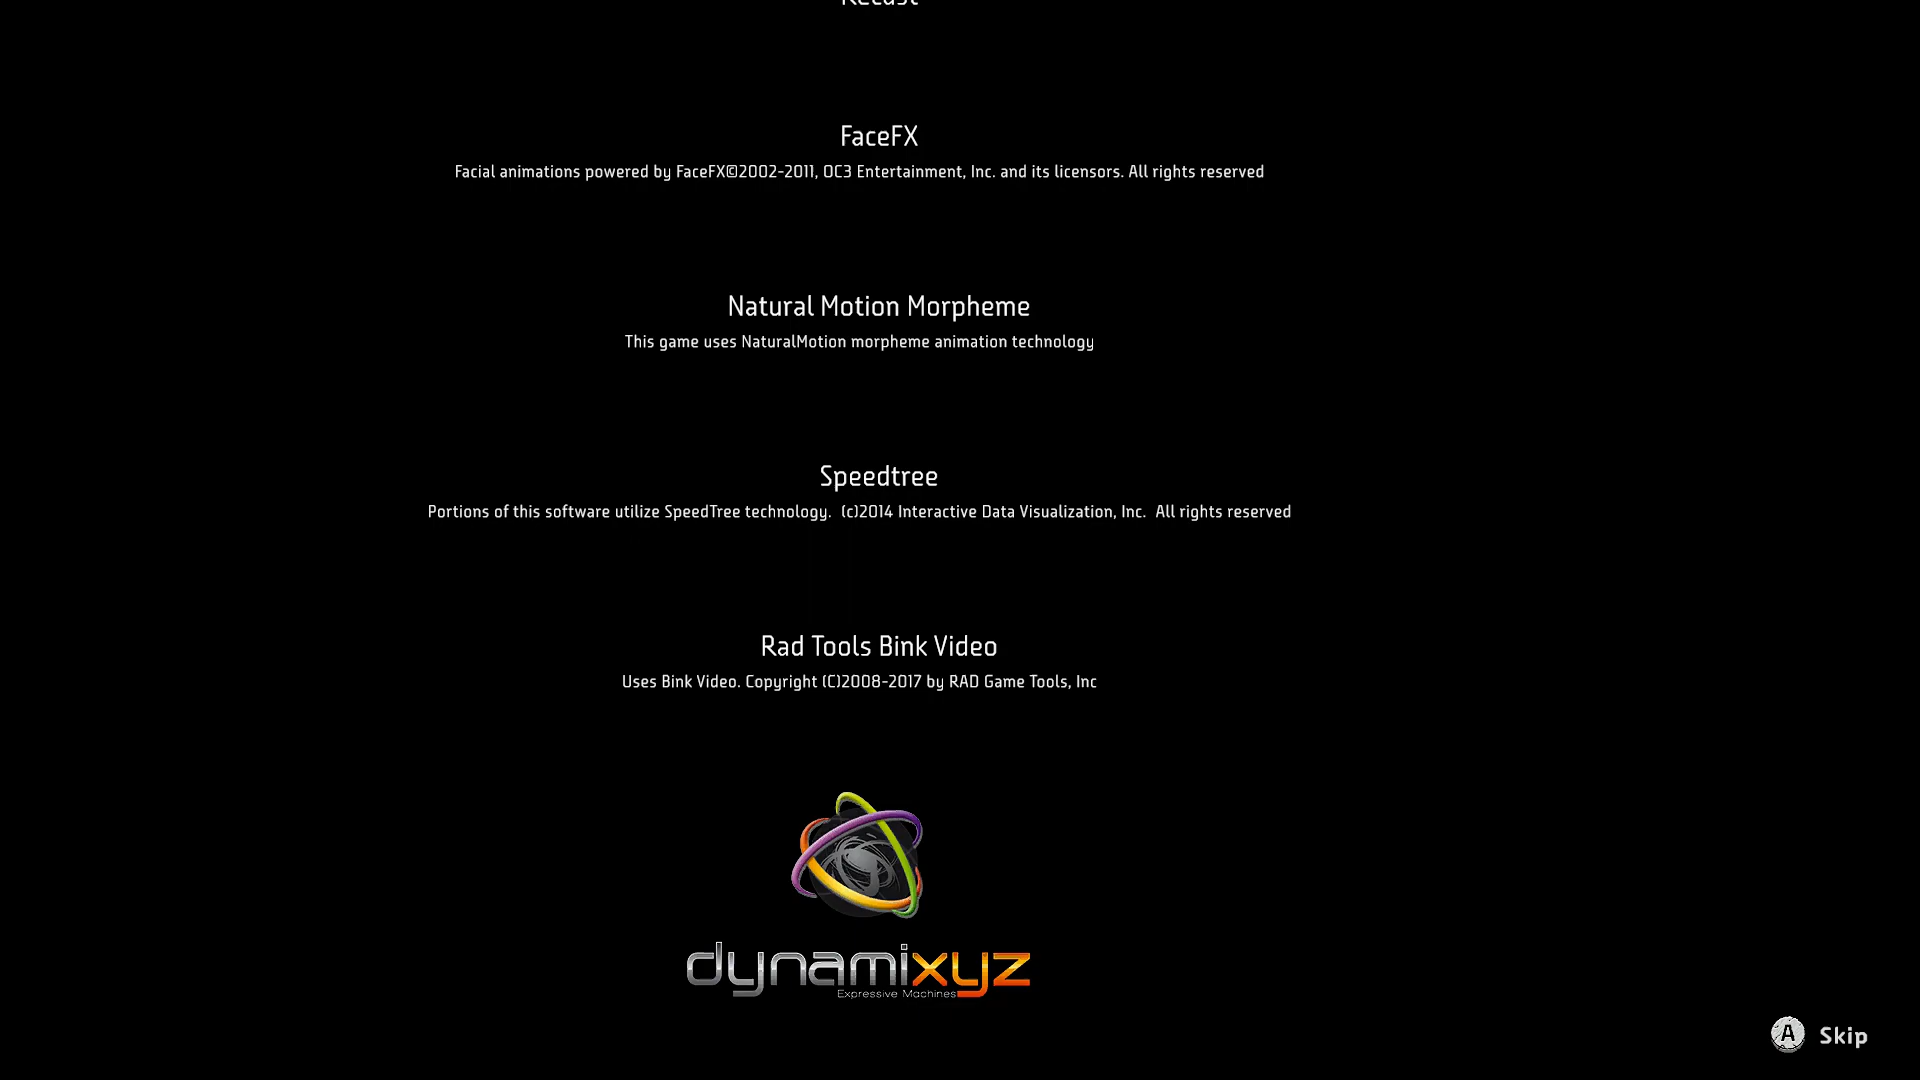 FaceFX
Facial animations powered by FaceFX©2002-2011, OC3 Entertainment, Inc. and its licensors. All rights reserved
Natural Motion Morpheme
This game uses NaturalMotion morpheme animation technology
Speedtree
Portions of this software utilize SpeedTree technology.  (c)2014 Interactive Data Visualization, Inc.  All rights reserved
Rad Tools Bink Video
Uses Bink Video. Copyright (C)2008-2017 by RAD Game Tools, Inc
dynamixyz
Expressive Machines
A Skip